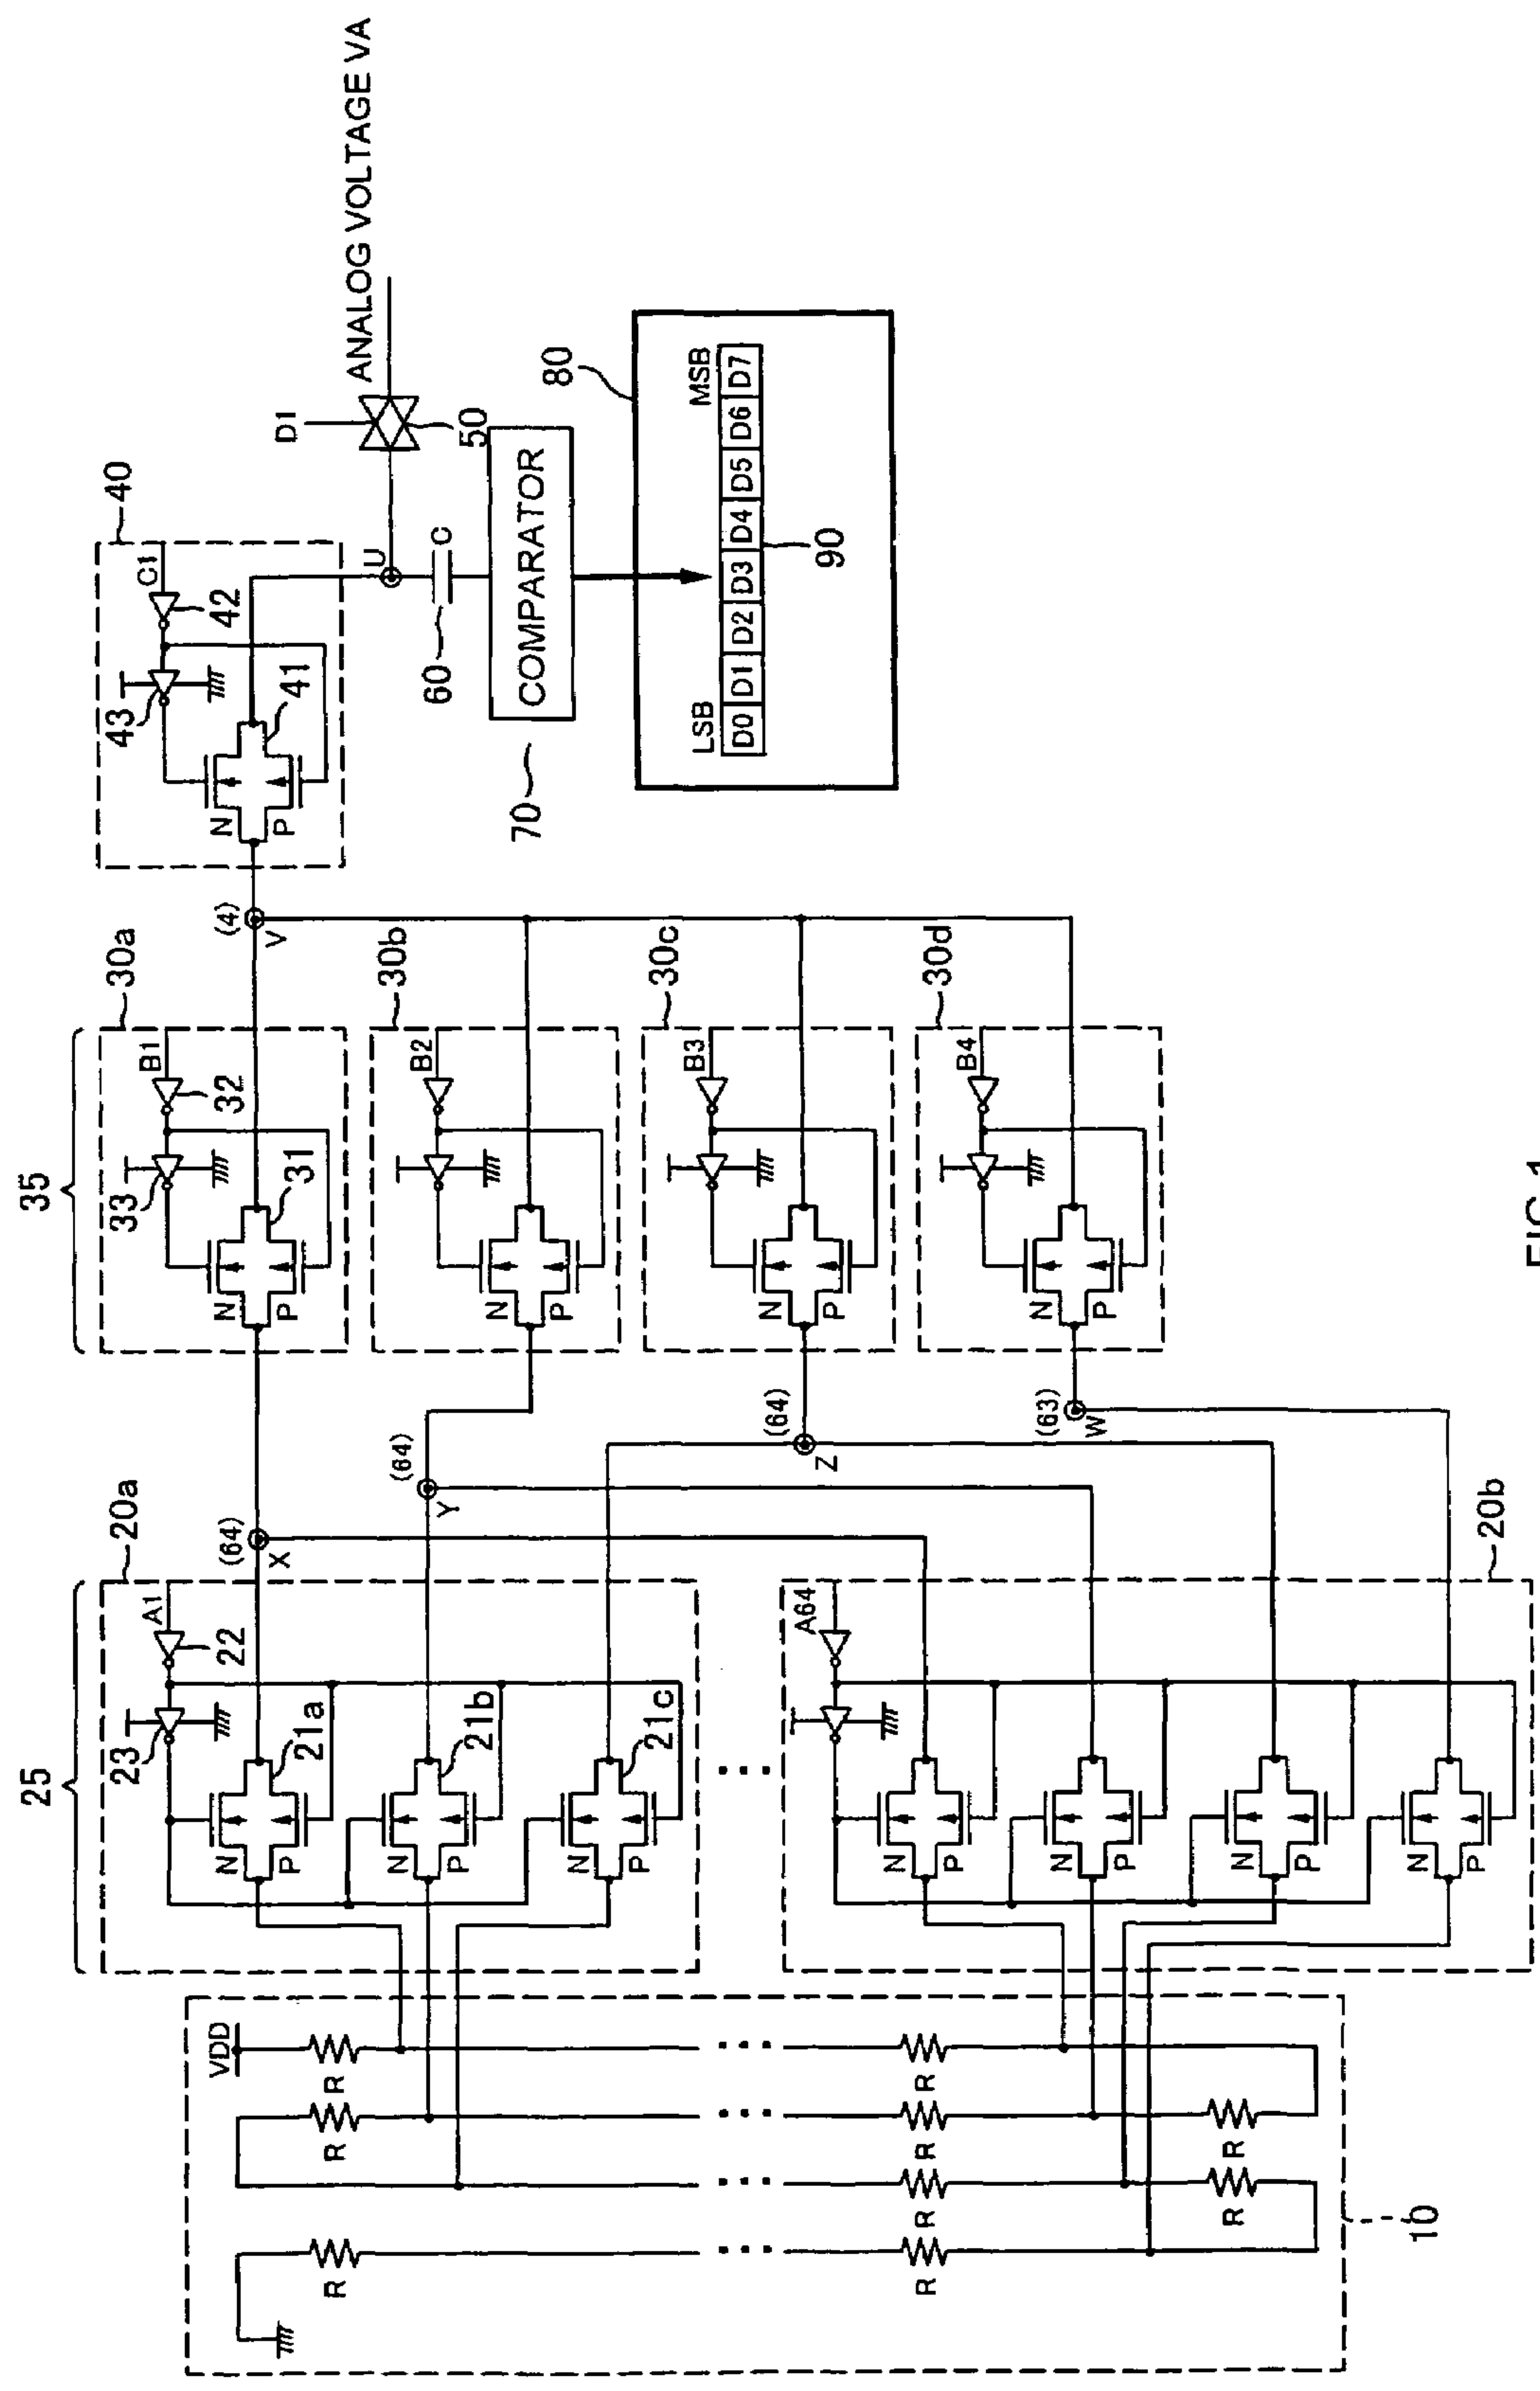 ANALOG VOLTAGE VA
D1
50
40
C1
42
43
41
N
P
U
C
60
COMPARATOR
70
80
MSB
LSB
D0 D1 D2 D3 D4 D5 D6 D7
90
(4)
V
35
30a
B1
32
33
31
N
P
30b
B2
N
P
30c
B3
N
P
30d
B4
N
P
(64)
X
(64)
Y
(64)
Z
(63)
W
25
20a
A1
22
23
21a
N
P
21b
N
P
21c
N
P
...
20b
A64
N
P
N
P
N
P
N
P
VDD
R
R
R
...
...
...
...
R
R
R
R
R
R
10
FIG.1